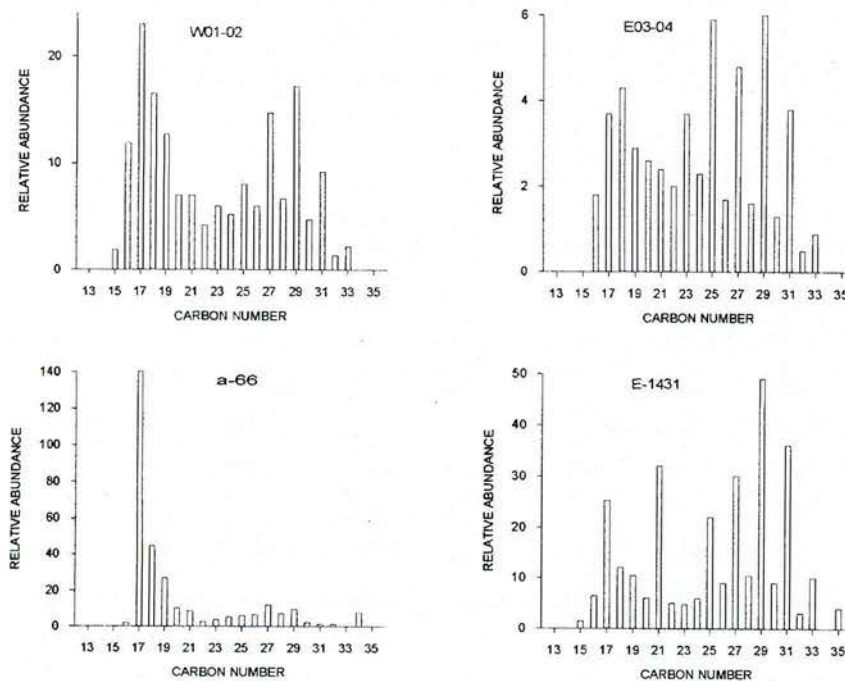 W01-02
RELATIVE ABUNDANCE
20
10
0
13 15 17 19 21 23 25 27 29 31 33 35
CARBON NUMBER
E03-04
RELATIVE ABUNDANCE
6
4
2
0
13 15 17 19 21 23 25 27 29 31 33 35
CARBON NUMBER
a-66
RELATIVE ABUNDANCE
140
120
100
80
60
40
20
0
13 15 17 19 21 23 25 27 29 31 33 35
CARBON NUMBER
E-1431
RELATIVE ABUNDANCE
50
40
30
20
10
0
13 15 17 19 21 23 25 27 29 31 33 35
CARBON NUMBER